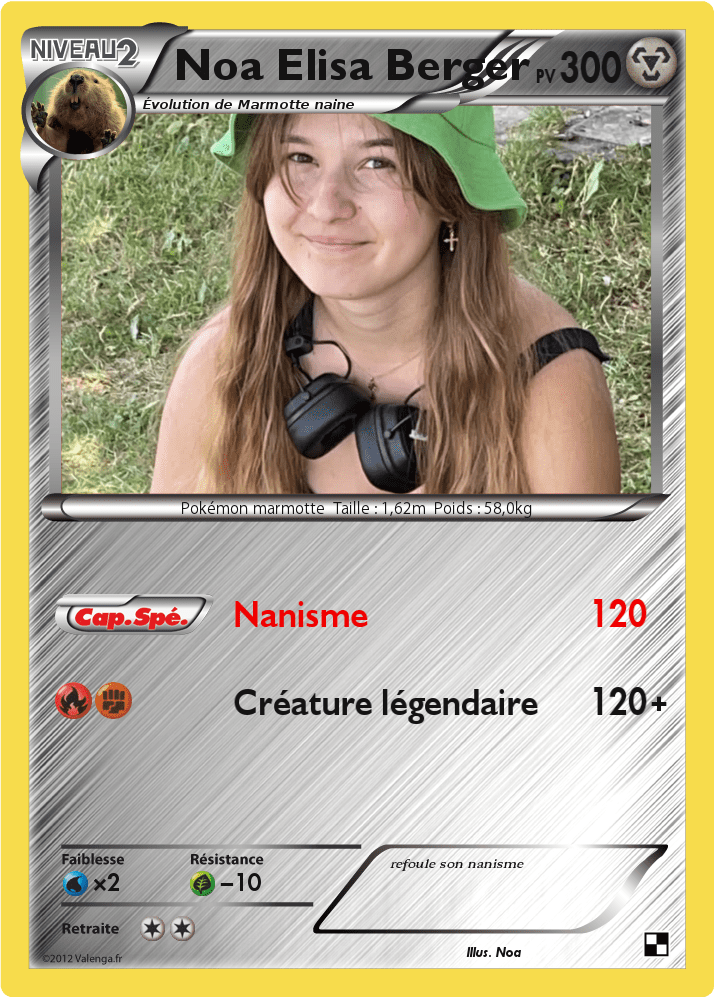 NIVEAU2
Noa Elisa Berger PV 300
Évolution de Marmotte naine
Pokémon marmotte Taille : 1,62m Poids : 58,0kg
Cap.Spé. Nanisme 120
Créature légendaire 120+
Faiblesse Résistance
×2 –10
refoule son nanisme
Retraite
Illus. Noa
©2012 Valenga.fr